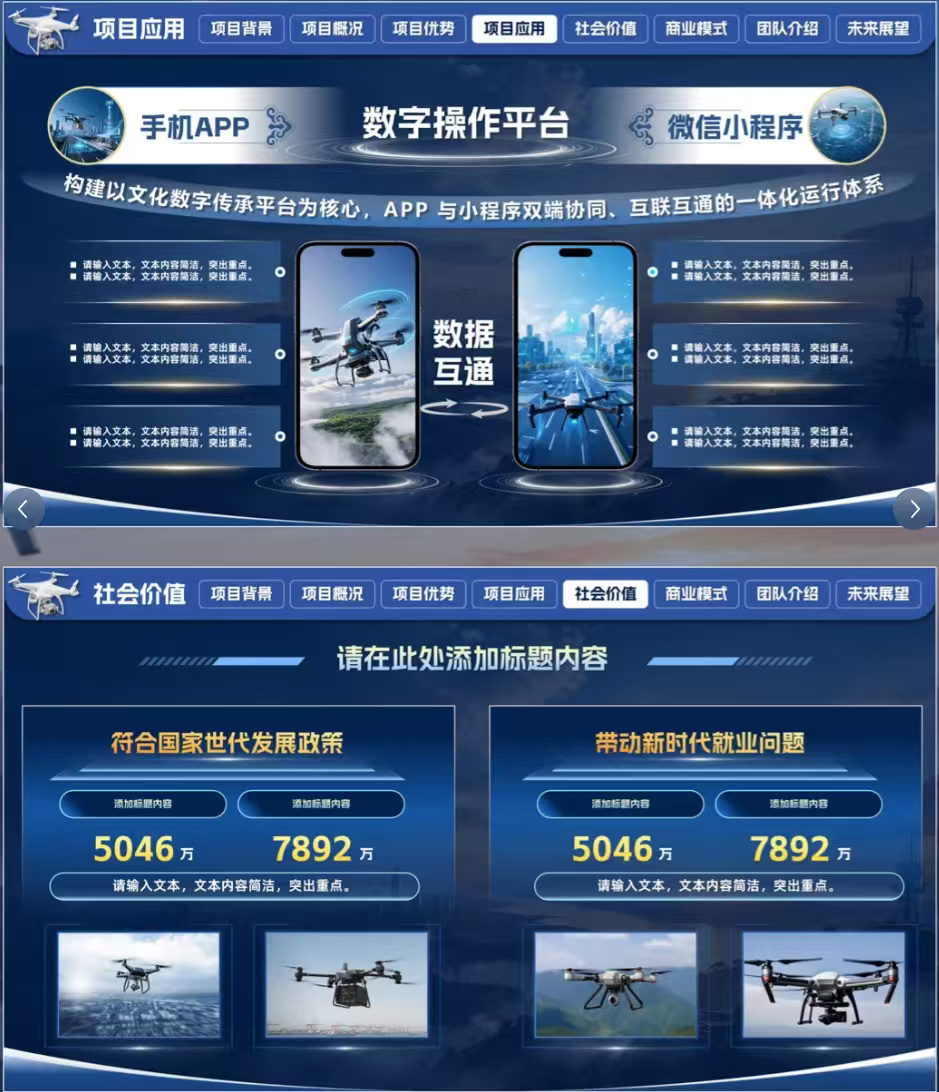 项目应用 项目背景 项目概况 项目优势 项目应用 社会价值 商业模式 团队介绍 未来展望
手机APP 数字操作平台 微信小程序
构建以文化数字传承平台为核心，APP 与小程序双端协同、互联互通的一体化运行体系
■ 请输入文本，文本内容简洁，突出重点。
■ 请输入文本，文本内容简洁，突出重点。
■ 请输入文本，文本内容简洁，突出重点。
■ 请输入文本，文本内容简洁，突出重点。
■ 请输入文本，文本内容简洁，突出重点。
■ 请输入文本，文本内容简洁，突出重点。
数据
互通
■ 请输入文本，文本内容简洁，突出重点。
■ 请输入文本，文本内容简洁，突出重点。
■ 请输入文本，文本内容简洁，突出重点。
■ 请输入文本，文本内容简洁，突出重点。
■ 请输入文本，文本内容简洁，突出重点。
■ 请输入文本，文本内容简洁，突出重点。
社会价值 项目背景 项目概况 项目优势 项目应用 社会价值 商业模式 团队介绍 未来展望
请在此处添加标题内容
符合国家世代发展政策
添加标题内容 添加标题内容
5046 万 7892 万
请输入文本，文本内容简洁，突出重点。
带动新时代就业问题
添加标题内容 添加标题内容
5046 万 7892 万
请输入文本，文本内容简洁，突出重点。